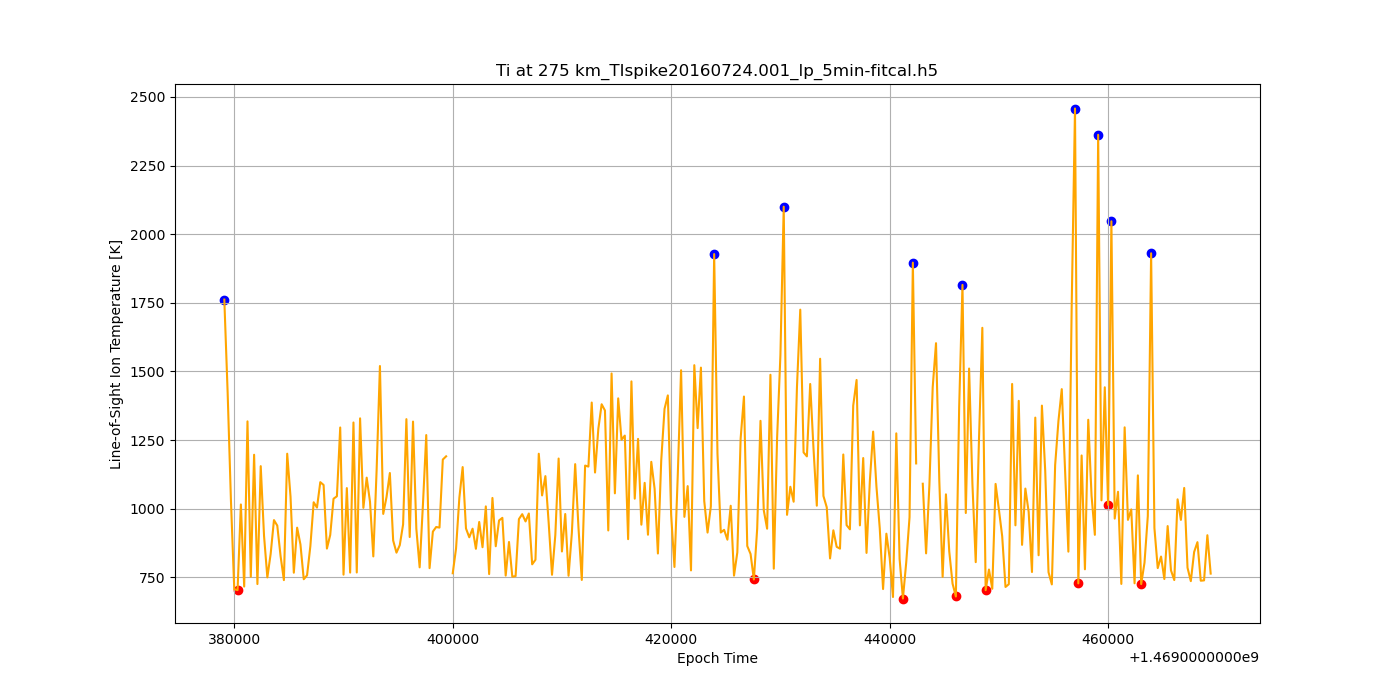 Ti at 275 km_TIspike20160724.001_lp_5min-fitcal.h5
Line-of-Sight Ion Temperature [K]
2500
2250
2000
1750
1500
1250
1000
750
380000 400000 420000 440000 460000
Epoch Time
+1.4690000000e9